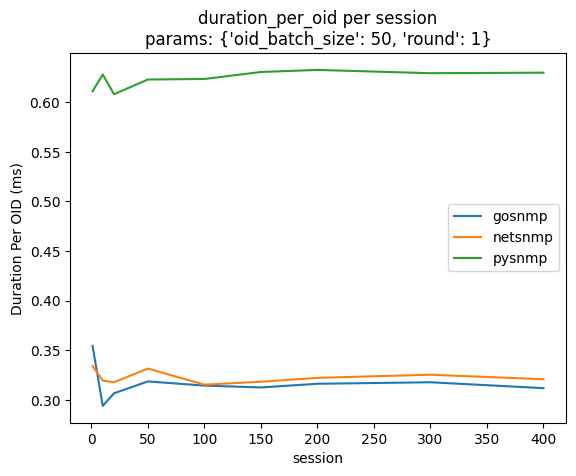 duration_per_oid per session
params: {'oid_batch_size': 50, 'round': 1}
Duration Per OID (ms)
0.60
0.55
0.50
0.45
0.40
0.35
0.30
gosnmp
netsnmp
pysnmp
0 50 100 150 200 250 300 350 400
session